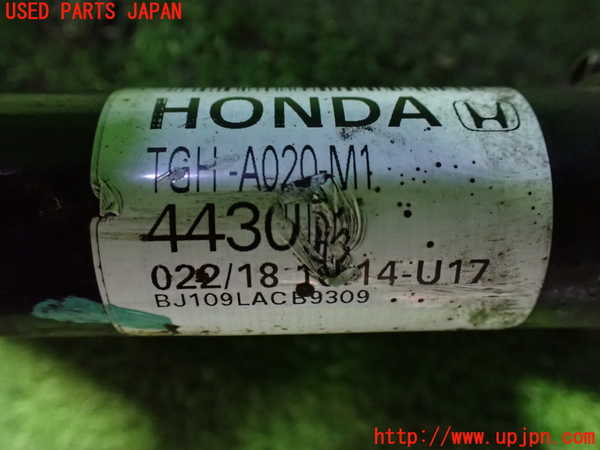 USED PARTS JAPAN
HONDA
TGH-A020-M1
4430
022/18 14-U17
BJ109LACB9309
http://www.upjpn.com